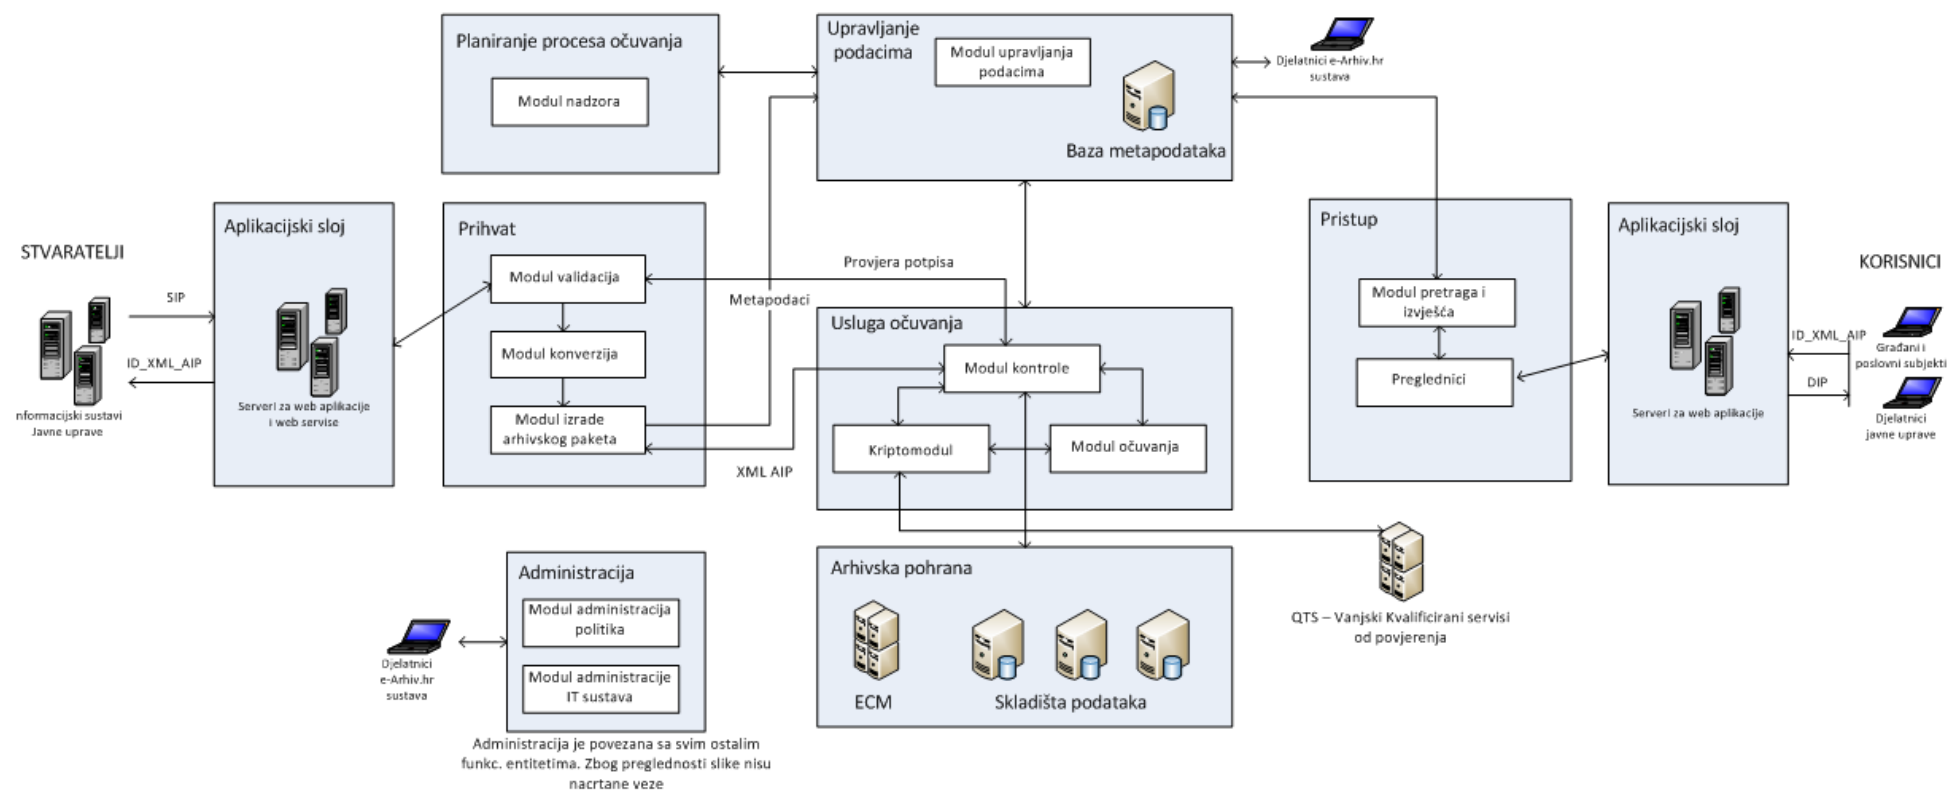 Planiranje procesa očuvanja
Modul nadzora
Upravljanje
podacima
Modul upravljanja
podacima
Baza metapodataka
Djelatnici e-Arhiv.hr
sustava
STVARATELJI
SIP
ID_XML_AIP
nformacijski sustavi
Javne uprave
Aplikacijski sloj
Serveri za web aplikacije
i web servise
Prihvat
Modul validacija
Modul konverzija
Modul izrade
arhivskog paketa
Provjera potpisa
Metapodaci
XML AIP
Usluga očuvanja
Modul kontrole
Kriptomodul
Modul očuvanja
Pristup
Modul pretraga i
izvješća
Preglednici
Aplikacijski sloj
Serveri za web aplikacije
KORISNICI
ID_XML_AIP
Građani i
poslovni subjekti
DIP
Djelatnici
javne uprave
Administracija
Modul administracija
politika
Modul administracije
IT sustava
Djelatnici
e-Arhiv.hr
sustava
Administracija je povezana sa svim ostalim
funkc. entitetima. Zbog preglednosti slike nisu
nacrtane veze
Arhivska pohrana
ECM
Skladišta podataka
QTS – Vanjski Kvalificirani servisi
od povjerenja